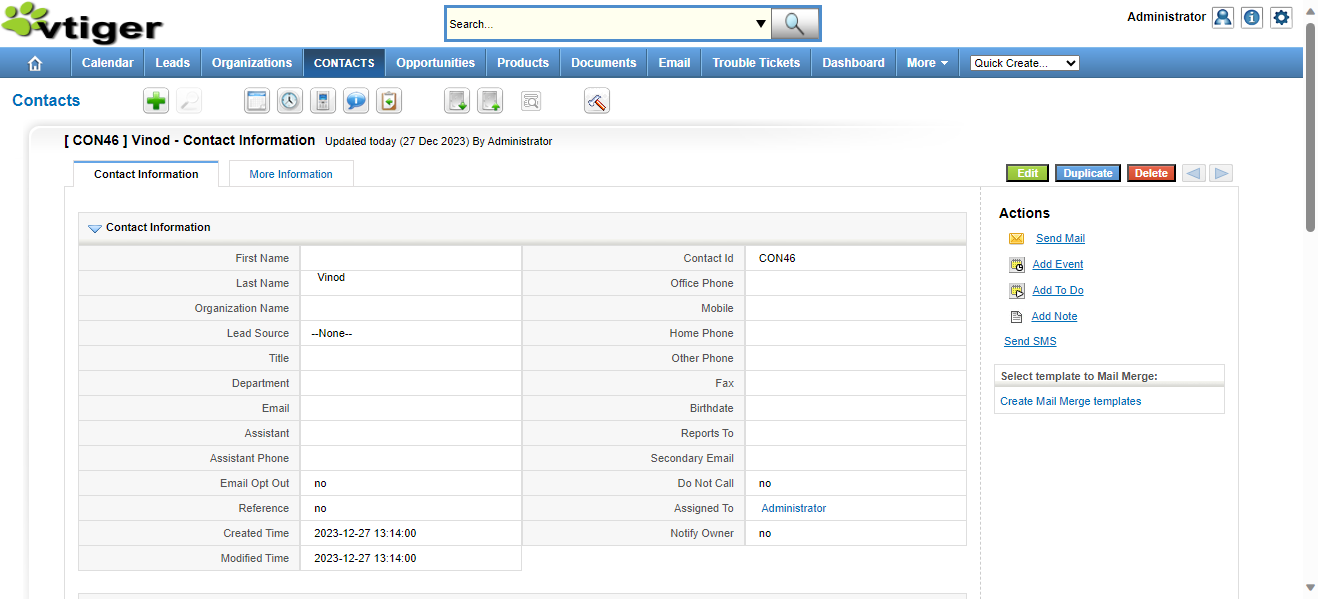 vtiger
Search...
Administrator
Calendar Leads Organizations CONTACTS Opportunities Products Documents Email Trouble Tickets Dashboard More Quick Create...
Contacts
[ CON46 ] Vinod - Contact Information Updated today (27 Dec 2023) By Administrator
Contact Information More Information
Edit Duplicate Delete
Contact Information
First Name Contact Id CON46
Last Name Vinod Office Phone
Organization Name Mobile
Lead Source --None-- Home Phone
Title Other Phone
Department Fax
Email Birthdate
Assistant Reports To
Assistant Phone Secondary Email
Email Opt Out no Do Not Call no
Reference no Assigned To Administrator
Created Time 2023-12-27 13:14:00 Notify Owner no
Modified Time 2023-12-27 13:14:00
Actions
Send Mail
Add Event
Add To Do
Add Note
Send SMS
Select template to Mail Merge:
Create Mail Merge templates